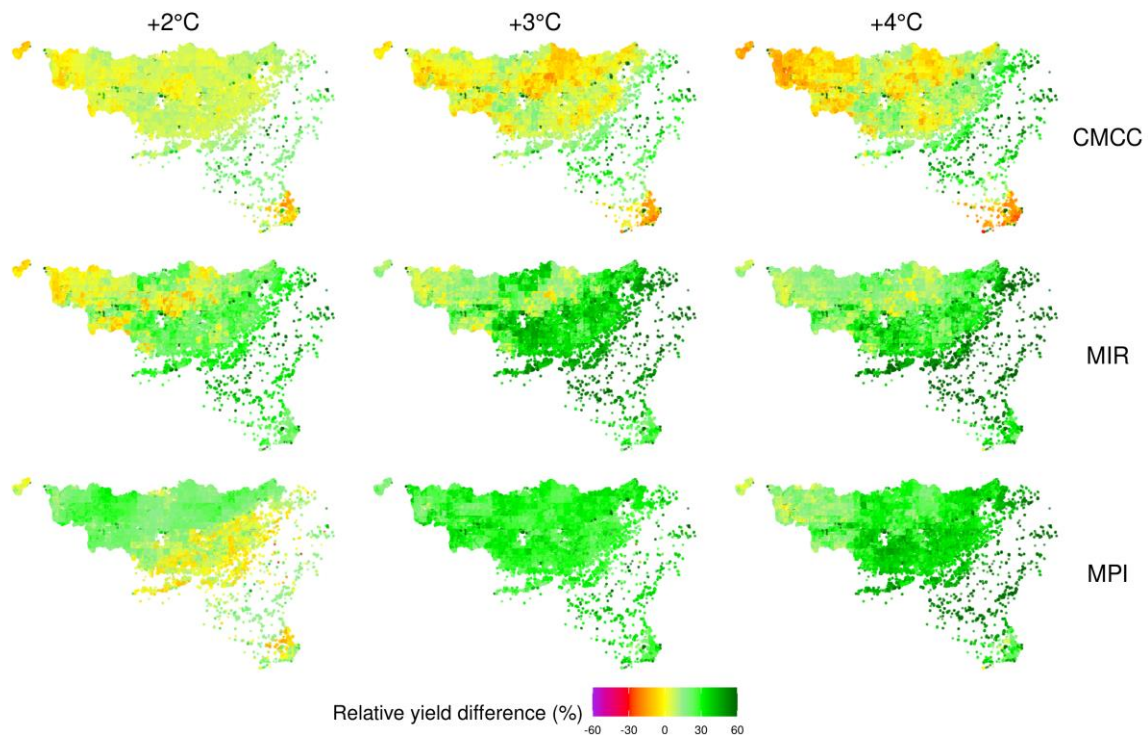 +2°C
+3°C
+4°C
CMCC
MIR
MPI
Relative yield difference (%)
-60 -30 0 30 60